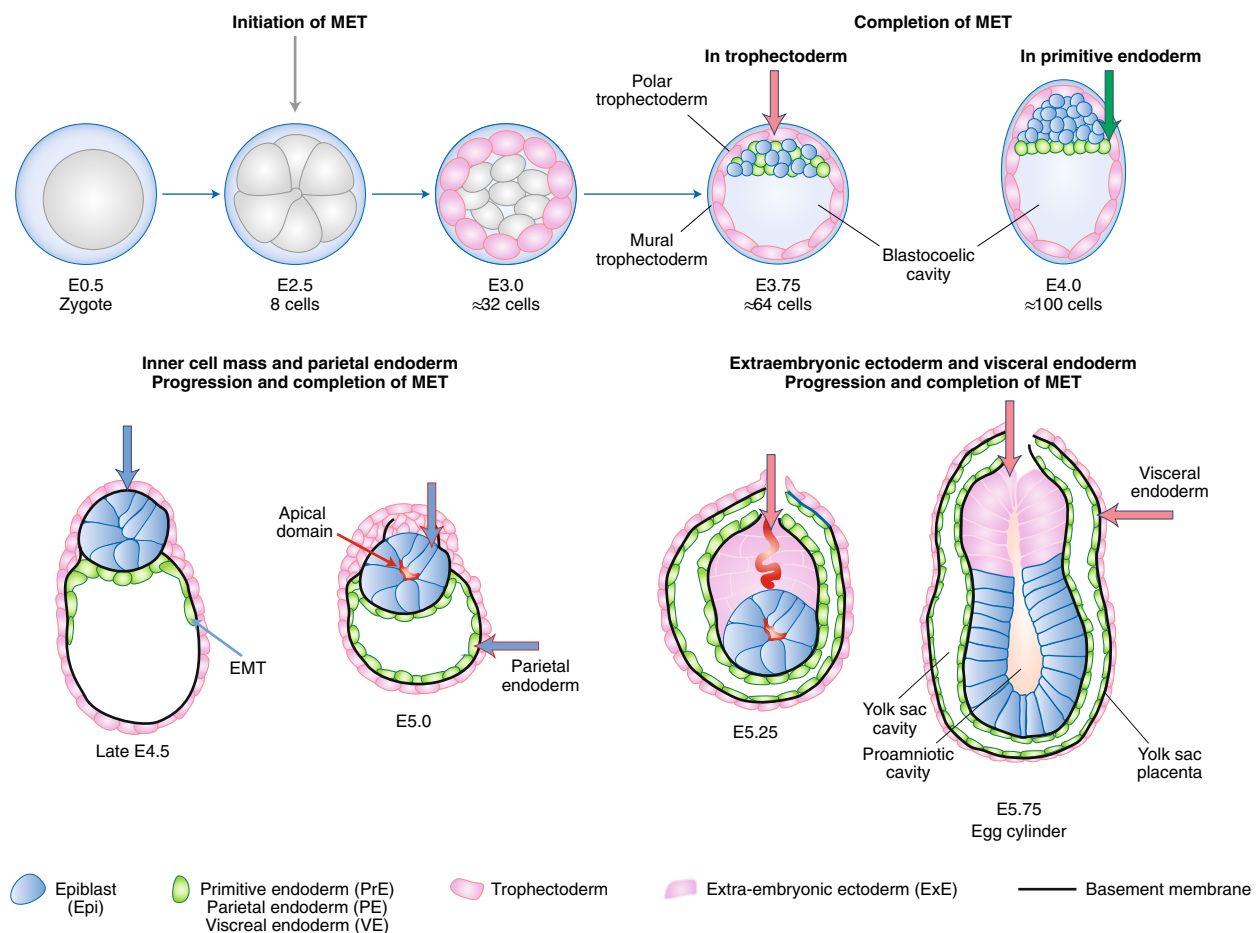 Initiation of MET
Completion of MET
In trophectoderm
In primitive endoderm
Polar
trophectoderm
Mural
trophectoderm
Blastocoelic
cavity
E0.5
Zygote
E2.5
8 cells
E3.0
≈32 cells
E3.75
≈64 cells
E4.0
≈100 cells
Inner cell mass and parietal endoderm
Progression and completion of MET
Extraembryonic ectoderm and visceral endoderm
Progression and completion of MET
Apical
domain
EMT
Parietal
endoderm
Late E4.5
E5.0
E5.25
Visceral
endoderm
Yolk sac
cavity
Proamniotic
cavity
Yolk sac
placenta
E5.75
Egg cylinder
Epiblast
(Epi)
Primitive endoderm (PrE)
Parietal endoderm (PE)
Viscreal endoderm (VE)
Trophectoderm
Extra-embryonic ectoderm (ExE)
Basement membrane